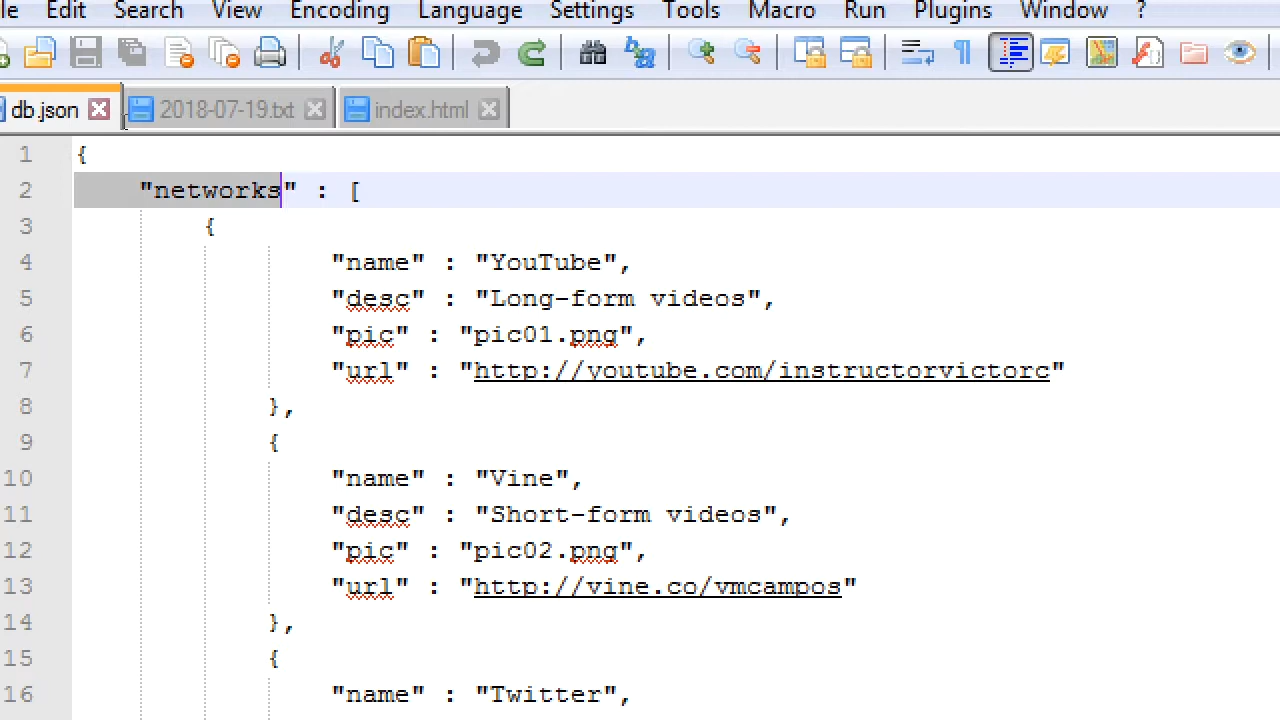 le Edit Search View Encoding Language Settings Tools Macro Run Plugins Window ?
db.json 2018-07-19.txt index.html
1 {
2 "networks" : [
3 {
4 "name" : "YouTube",
5 "desc" : "Long-form videos",
6 "pic" : "pic01.png",
7 "url" : "http://youtube.com/instructorvictorc"
8 },
9 {
10 "name" : "Vine",
11 "desc" : "Short-form videos",
12 "pic" : "pic02.png",
13 "url" : "http://vine.co/vmcampos"
14 },
15 {
16 "name" : "Twitter",